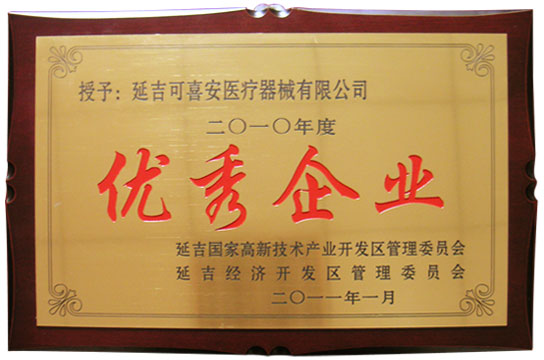 授予：延吉可喜安医疗器械有限公司
二〇一〇年度
优秀企业
延吉国家高新技术产业开发区管理委员会
延吉经济开发区管理委员会
二〇一一年一月